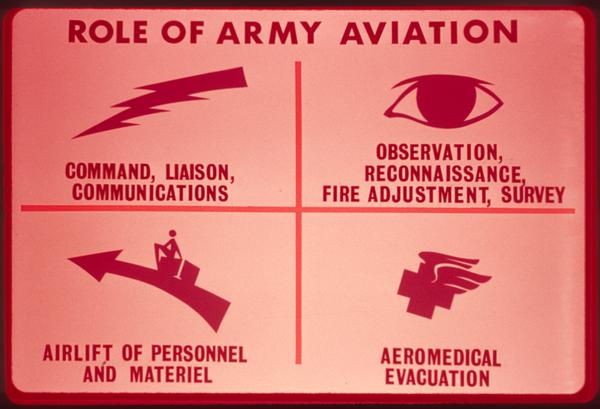 ROLE OF ARMY AVIATION
COMMAND, LIAISON,
COMMUNICATIONS
OBSERVATION,
RECONNAISSANCE,
FIRE ADJUSTMENT, SURVEY
AIRLIFT OF PERSONNEL
AND MATERIEL
AEROMEDICAL
EVACUATION